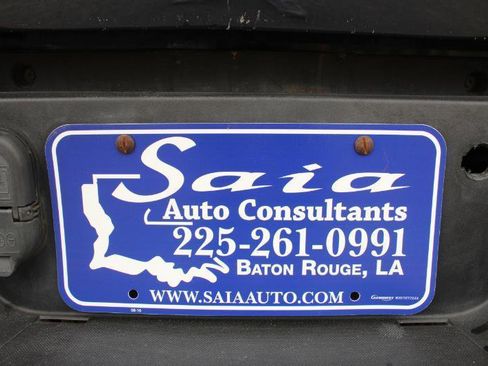 Saia
Auto Consultants
225-261-0991
BATON ROUGE, LA
WWW.SAIAAUTO.COM